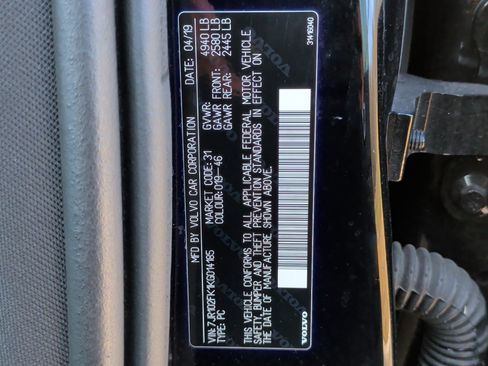 MFD BY VOLVO CAR CORPORATION DATE: 04/19
VIN: 7JR102FK1KG014185 MARKET CODE: 31 GVWR: 4940 LB
TYPE: PC COLOUR: 019-46 GAWR FRONT: 2580 LB
GAWR REAR: 2445 LB
THIS VEHICLE CONFORMS TO ALL APPLICABLE FEDERAL MOTOR VEHICLE
SAFETY, BUMPER AND THEFT PREVENTION STANDARDS IN EFFECT ON
THE DATE OF MANUFACTURE SHOWN ABOVE.
VOLVO
31416040